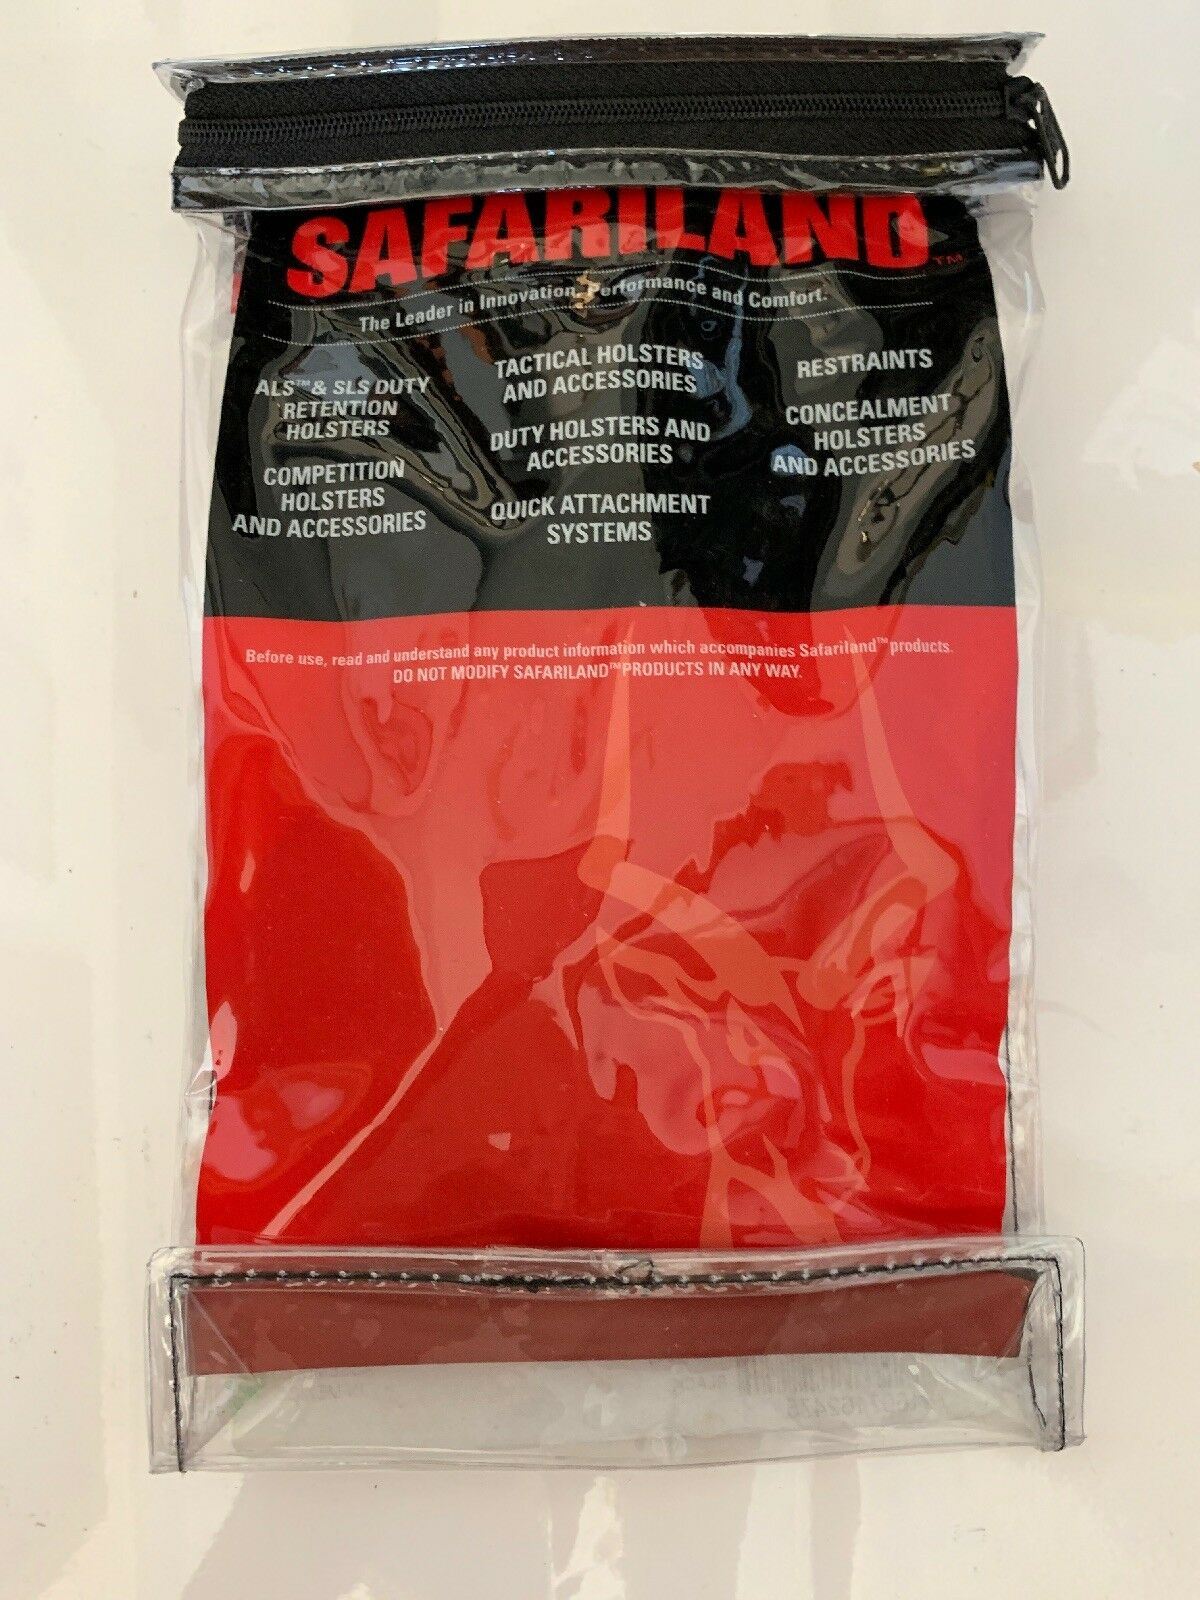 SAFARILAND™
The Leader in Innovation, Performance and Comfort.
ALS™ & SLS DUTY
RETENTION
HOLSTERS
COMPETITION
HOLSTERS
AND ACCESSORIES
TACTICAL HOLSTERS
AND ACCESSORIES
DUTY HOLSTERS AND
ACCESSORIES
QUICK ATTACHMENT
SYSTEMS
RESTRAINTS
CONCEALMENT
HOLSTERS
AND ACCESSORIES
Before use, read and understand any product information which accompanies Safariland™ products.
DO NOT MODIFY SAFARILAND™ PRODUCTS IN ANY WAY.
BLACK